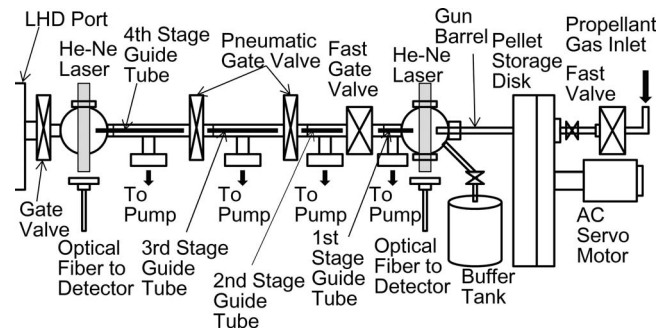 LHD Port
He-Ne
Laser
4th Stage
Guide
Tube
Pneumatic
Gate Valve
Fast
Gate
Valve
He-Ne
Laser
Gun
Barrel
Pellet
Storage
Disk
Propellant
Gas Inlet
Fast
Valve
Gate
Valve
Optical
Fiber to
Detector
To
Pump
3rd Stage
Guide
Tube
To
Pump
2nd Stage
Guide
Tube
To
Pump
1st
Stage
Guide
Tube
To
Pump
Optical
Fiber to
Detector
Buffer
Tank
AC
Servo
Motor